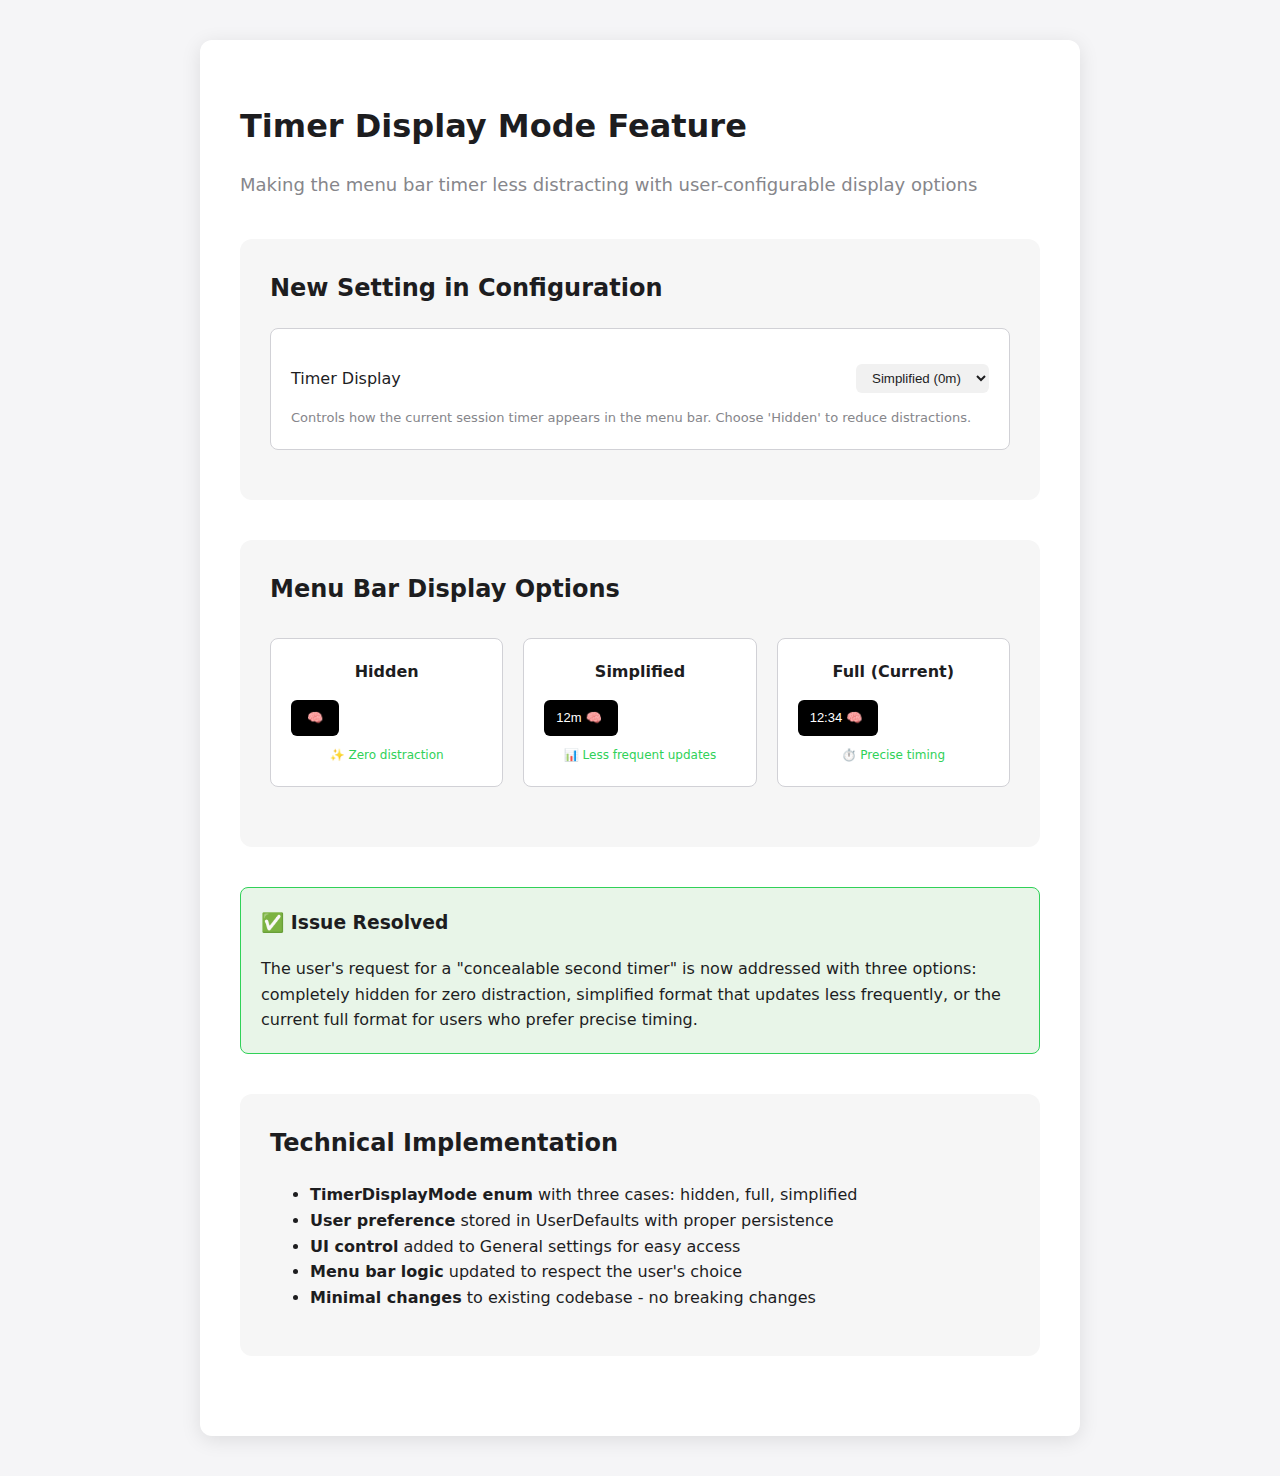 Timer Display Mode Feature
Making the menu bar timer less distracting with user-configurable display options
New Setting in Configuration
Timer Display
Simplified (0m)
Controls how the current session timer appears in the menu bar. Choose 'Hidden' to reduce distractions.
Menu Bar Display Options
Hidden
🧠
✨ Zero distraction
Simplified
12m 🧠
📊 Less frequent updates
Full (Current)
12:34 🧠
⏱️ Precise timing
✅ Issue Resolved
The user's request for a "concealable second timer" is now addressed with three options:
completely hidden for zero distraction, simplified format that updates less frequently, or the
current full format for users who prefer precise timing.
Technical Implementation
• TimerDisplayMode enum with three cases: hidden, full, simplified
• User preference stored in UserDefaults with proper persistence
• UI control added to General settings for easy access
• Menu bar logic updated to respect the user's choice
• Minimal changes to existing codebase - no breaking changes